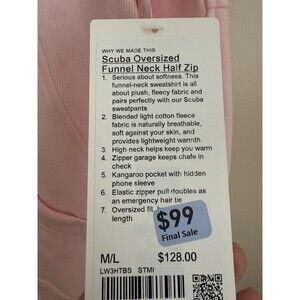 WHY WE MADE THIS
Scuba Oversized
Funnel Neck Half Zip
1. Serious about softness. This
funnel-neck sweatshirt is all
about plush, fleecy fabric and
pairs perfectly with our Scuba
sweatpants
2. Blended light cotton fleece
fabric is naturally breathable,
soft against your skin, and
provides lightweight warmth
3. High neck helps keep you warm
4. Zipper garage keeps chafe in
check
5. Kangaroo pocket with hidden
phone sleeve
6. Elastic zipper pull doubles as
an emergency hair tie
7. Oversized fit,
length
$99
Final Sale
M/L
$128.00
LW3HTBS STMI